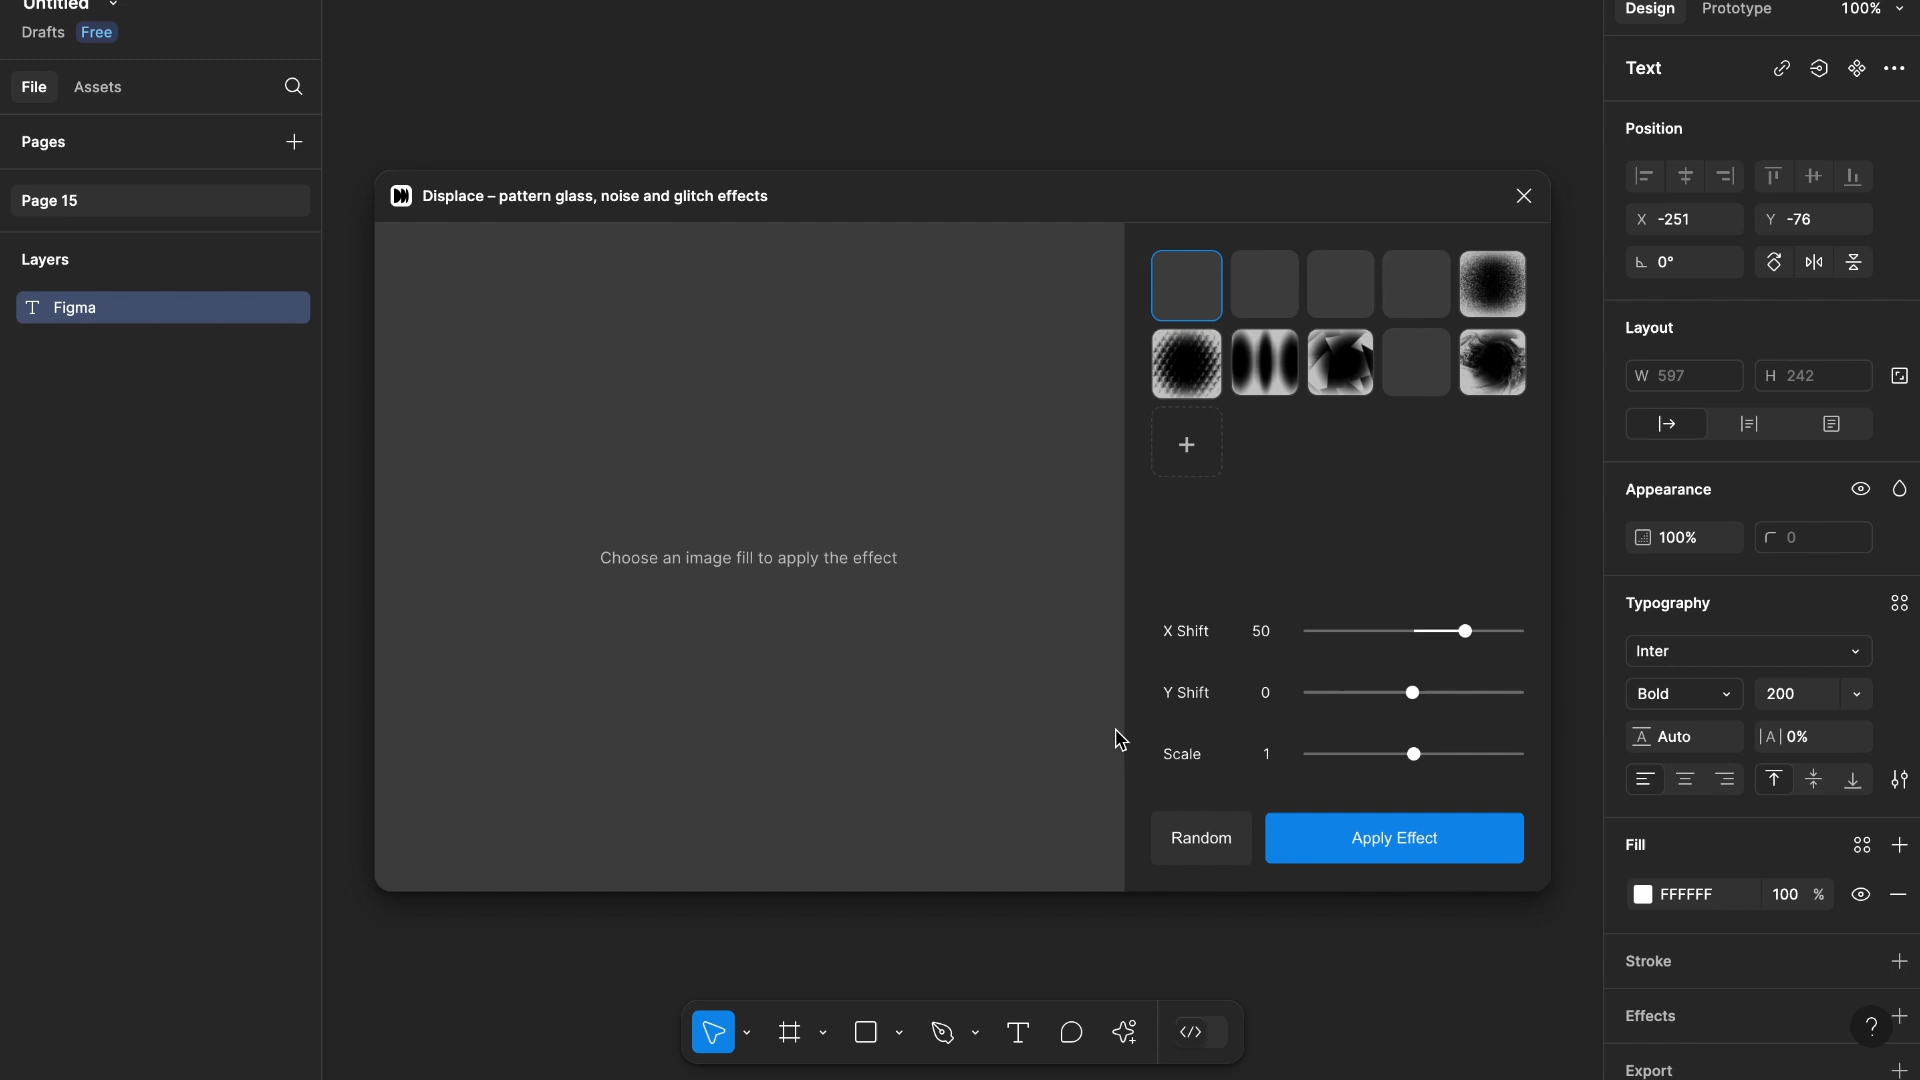 Untitled
Drafts Free
File Assets
Pages
Page 15
Layers
Figma
Displace – pattern glass, noise and glitch effects
Choose an image fill to apply the effect
X Shift 50
Y Shift 0
Scale 1
Random Apply Effect
Design Prototype 100%
Text
Position
X -251 Y -76
0°
Layout
W 597 H 242
Appearance
100% 0
Typography
Inter
Bold 200
A Auto |A| 0%
Fill
FFFFFF 100 %
Stroke
Effects
?
Export